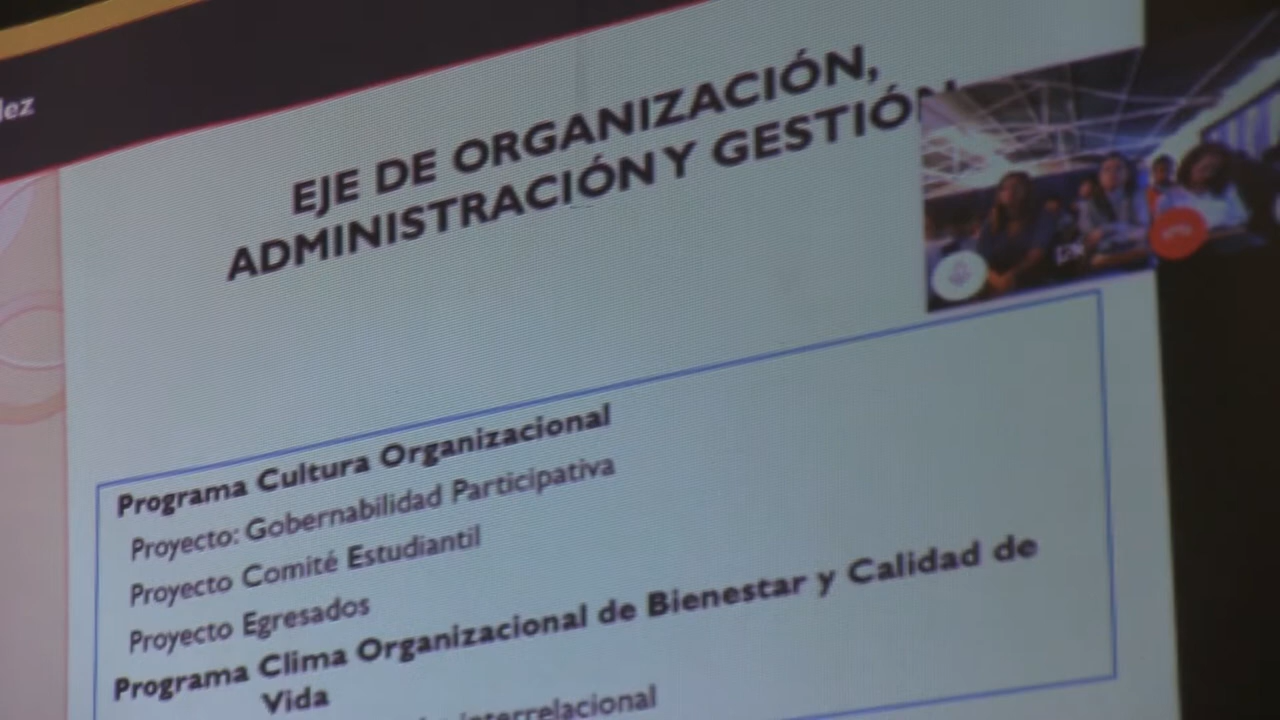 EJE DE ORGANIZACIÓN,
ADMINISTRACIÓN Y GESTIÓN
Programa Cultura Organizacional
Proyecto: Gobernabilidad Participativa
Proyecto Comité Estudiantil
Proyecto Egresados
Programa Clima Organizacional de Bienestar y Calidad de
Vida
interrelacional